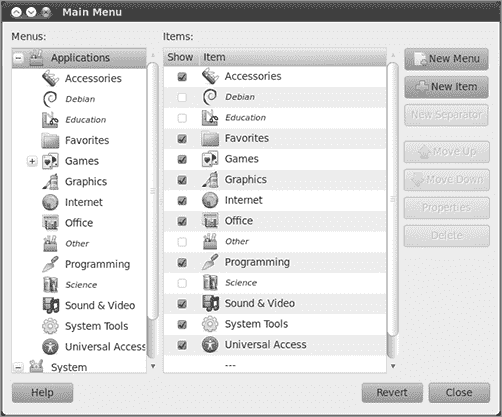 Main Menu
Menus:
Items:
Applications
Accessories
Debian
Education
Favorites
Games
Graphics
Internet
Office
Other
Programming
Science
Sound & Video
System Tools
Universal Access
System
Show Item
Accessories
Debian
Education
Favorites
Games
Graphics
Internet
Office
Other
Programming
Science
Sound & Video
System Tools
Universal Access
---
New Menu
New Item
New Separator
Move Up
Move Down
Properties
Delete
Help
Revert
Close